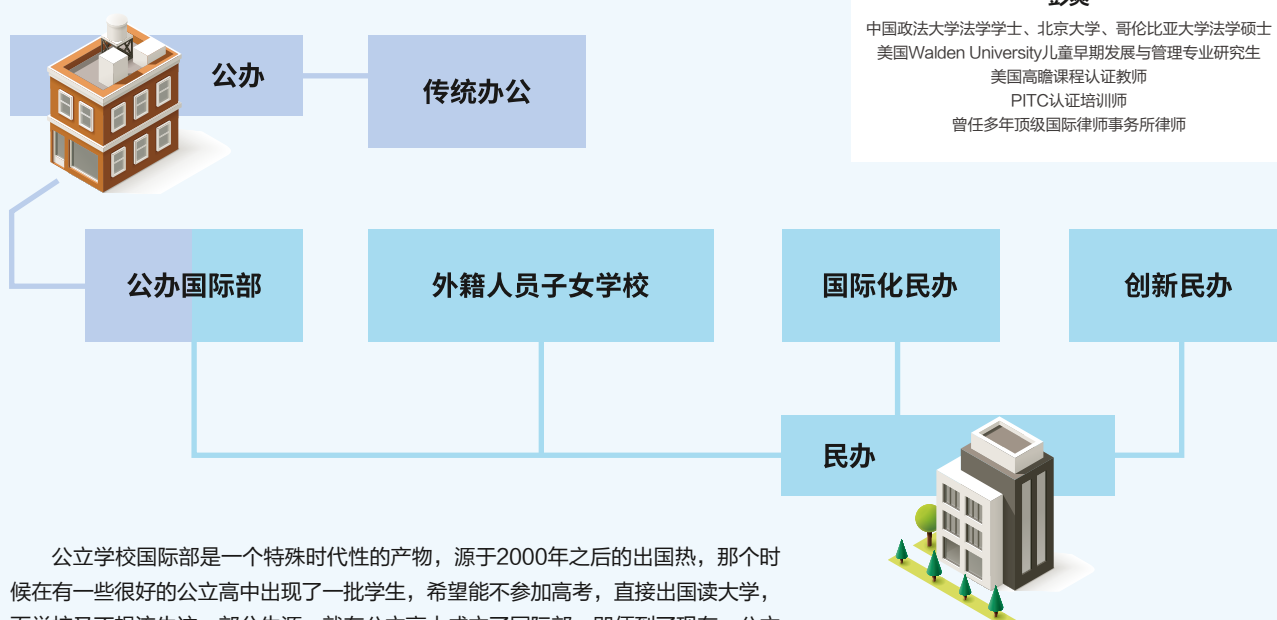 中国政法大学法学学士、北京大学、哥伦比亚大学法学硕士
美国Walden University儿童早期发展与管理专业研究生
美国高瞻课程认证教师
PITC认证培训师
曾任多年顶级国际律师事务所律师
公办
传统办公
公办国际部
外籍人员子女学校
国际化民办
创新民办
民办
公立学校国际部是一个特殊时代性的产物，源于2000年之后的出国热，那个时
候在有一些很好的公立高中出现了一批学生，希望能不参加高考，直接出国读大学，